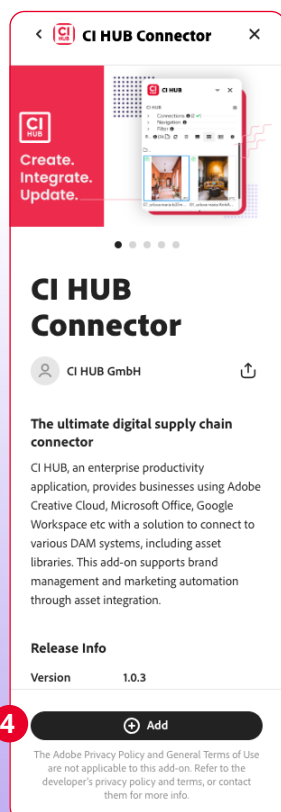 CI HUB CI HUB Connector
CI HUB
CI HUB
CI HUB
Connections
Navigation
Filter
Create.
Integrate.
Update.
CI HUB
Connector
CI HUB GmbH
The ultimate digital supply chain
connector
CI HUB, an enterprise productivity
application, provides businesses using Adobe
Creative Cloud, Microsoft Office, Google
Workspace etc with a solution to connect to
various DAM systems, including asset
libraries. This add-on supports brand
management and marketing automation
through asset integration.
Release Info
Version 1.0.3
4
Add
The Adobe Privacy Policy and General Terms of Use
are not applicable to this add-on. Refer to the
developer's privacy policy and terms, or contact
them for more info.